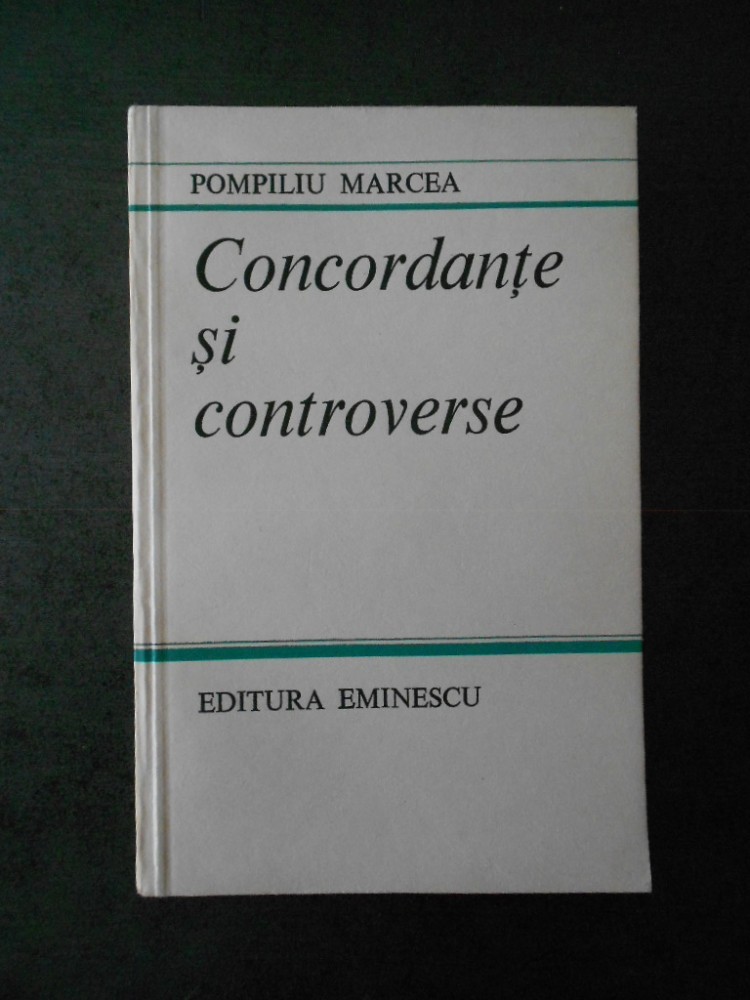 POMPILIU MARCEA
Concordanțe
și
controverse
EDITURA EMINESCU